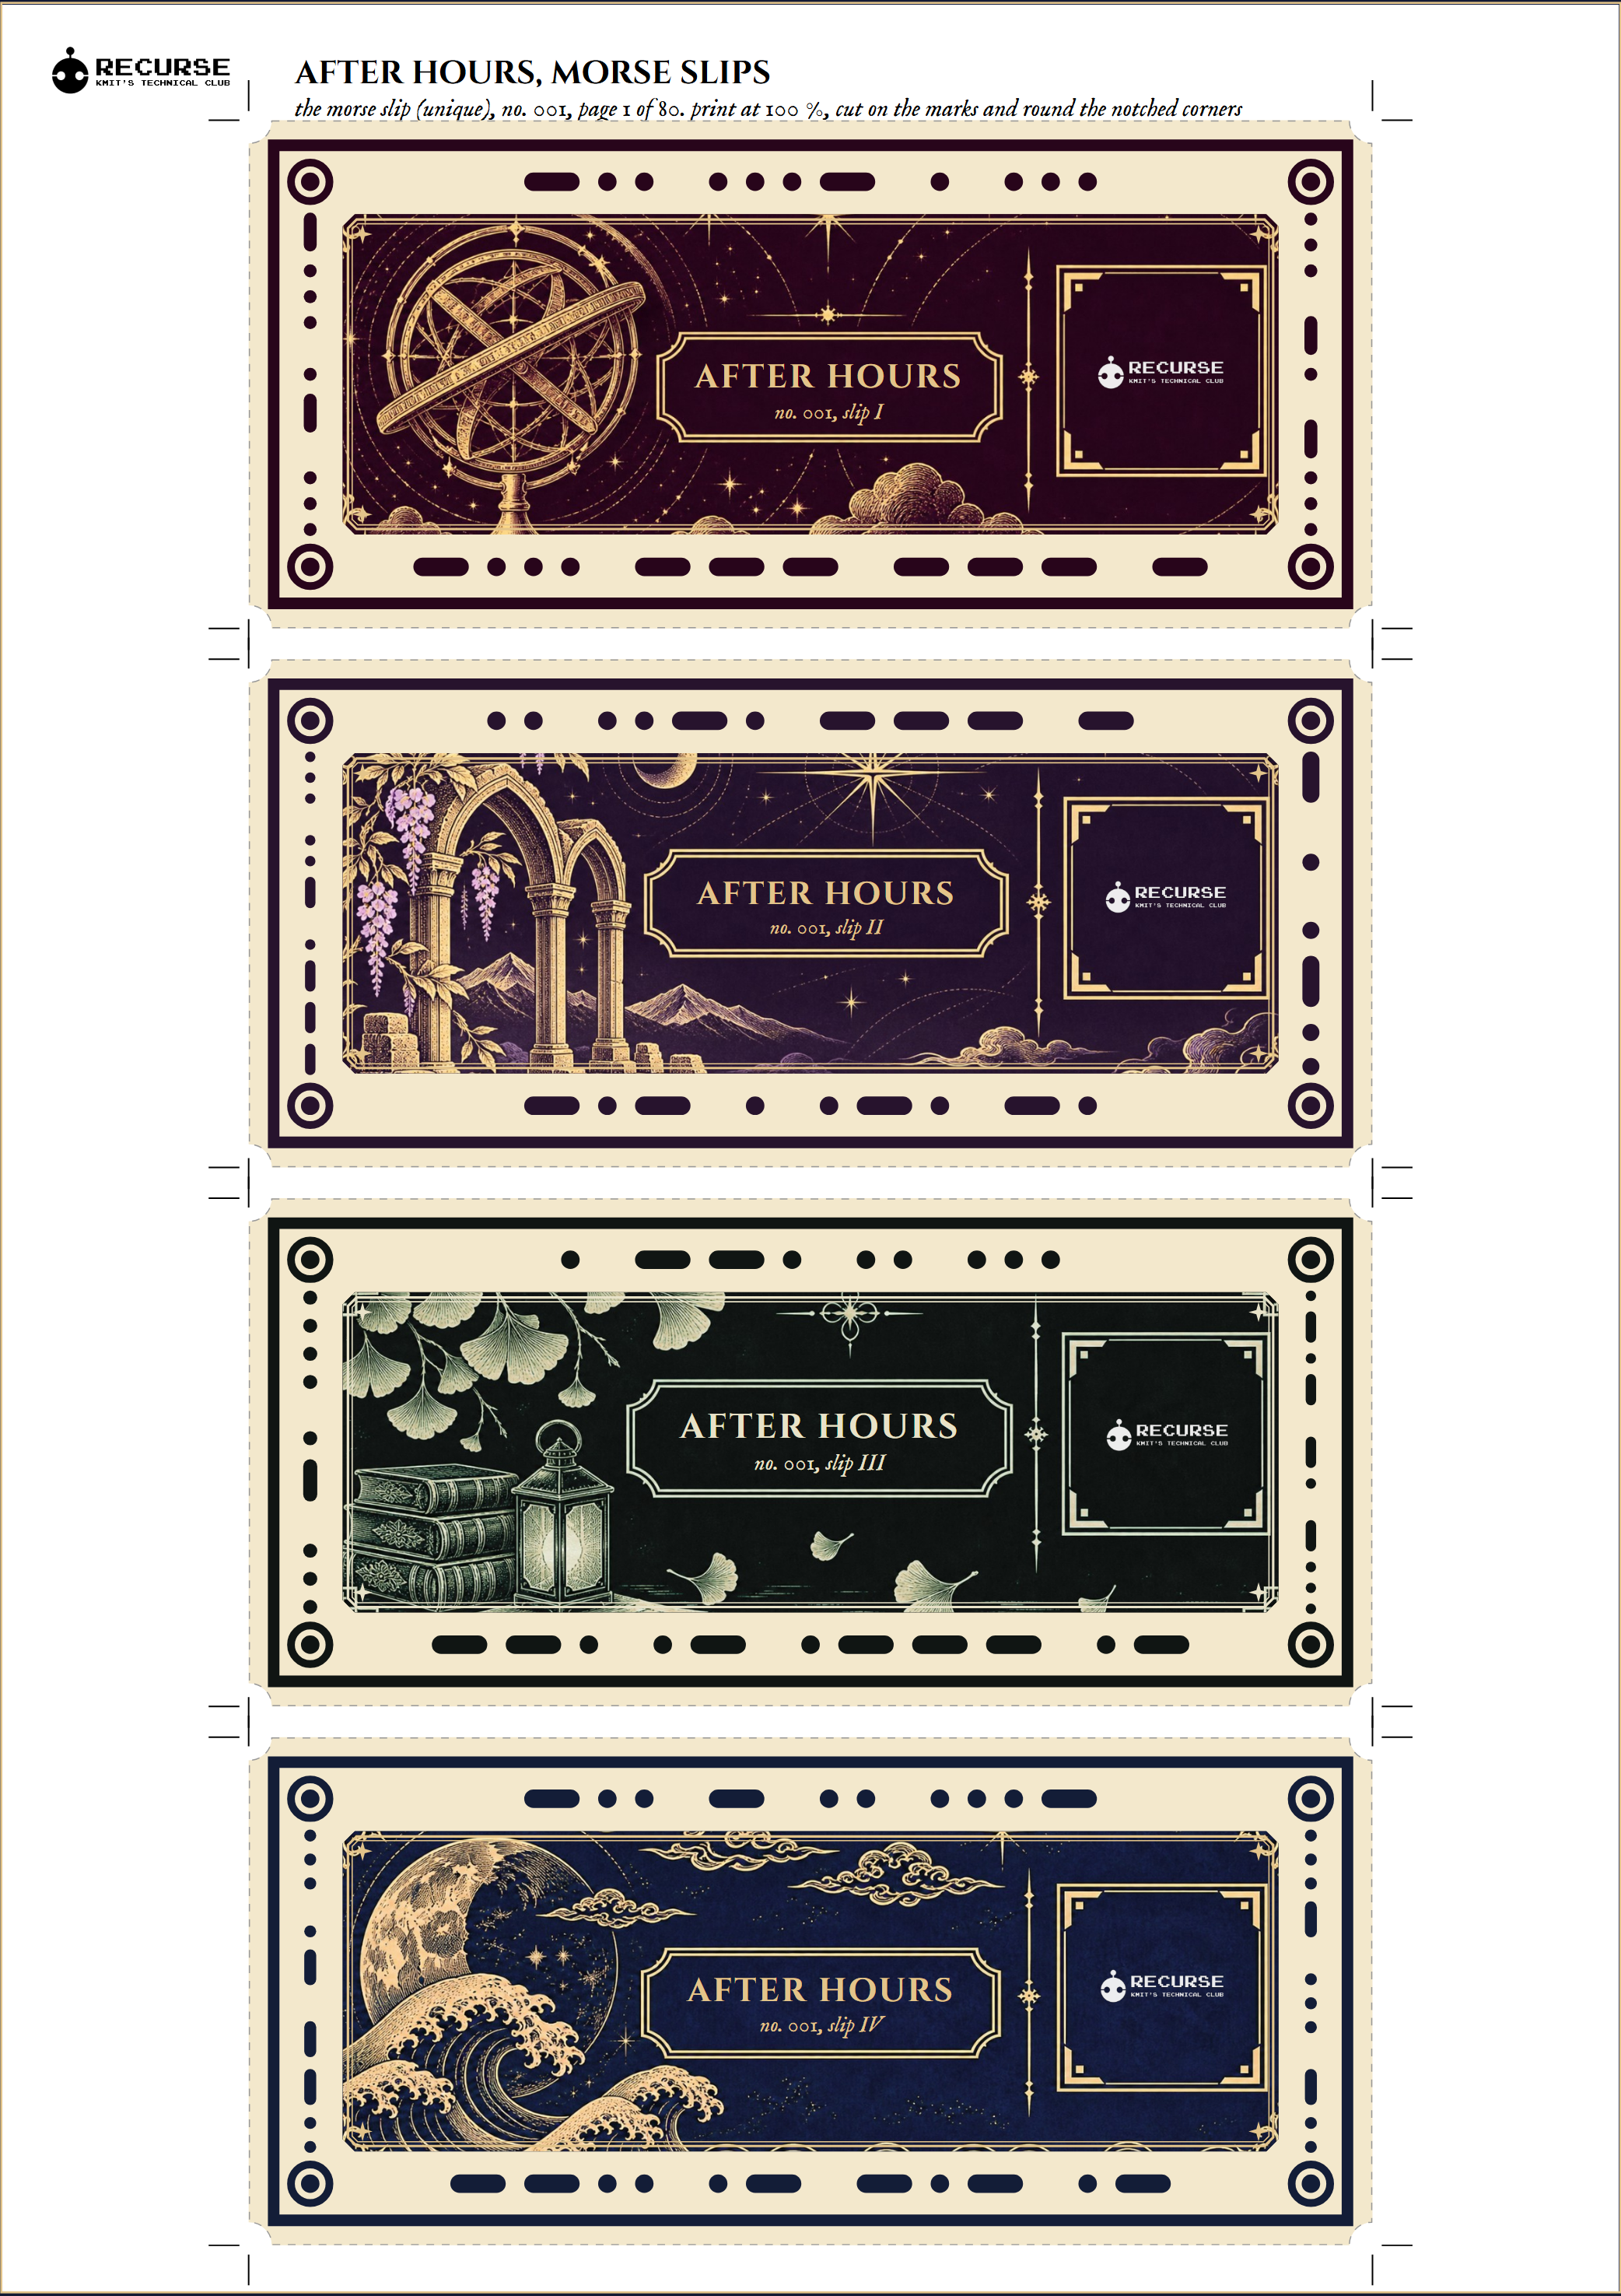 RECURSE
KMIT'S TECHNICAL CLUB
AFTER HOURS, MORSE SLIPS
the morse slip (unique), no. 001, page 1 of 80. print at 100 %, cut on the marks and round the notched corners
AFTER HOURS
no. 001, slip I
RECURSE
KMIT'S TECHNICAL CLUB
AFTER HOURS
no. 001, slip II
RECURSE
KMIT'S TECHNICAL CLUB
AFTER HOURS
no. 001, slip III
RECURSE
KMIT'S TECHNICAL CLUB
AFTER HOURS
no. 001, slip IV
RECURSE
KMIT'S TECHNICAL CLUB